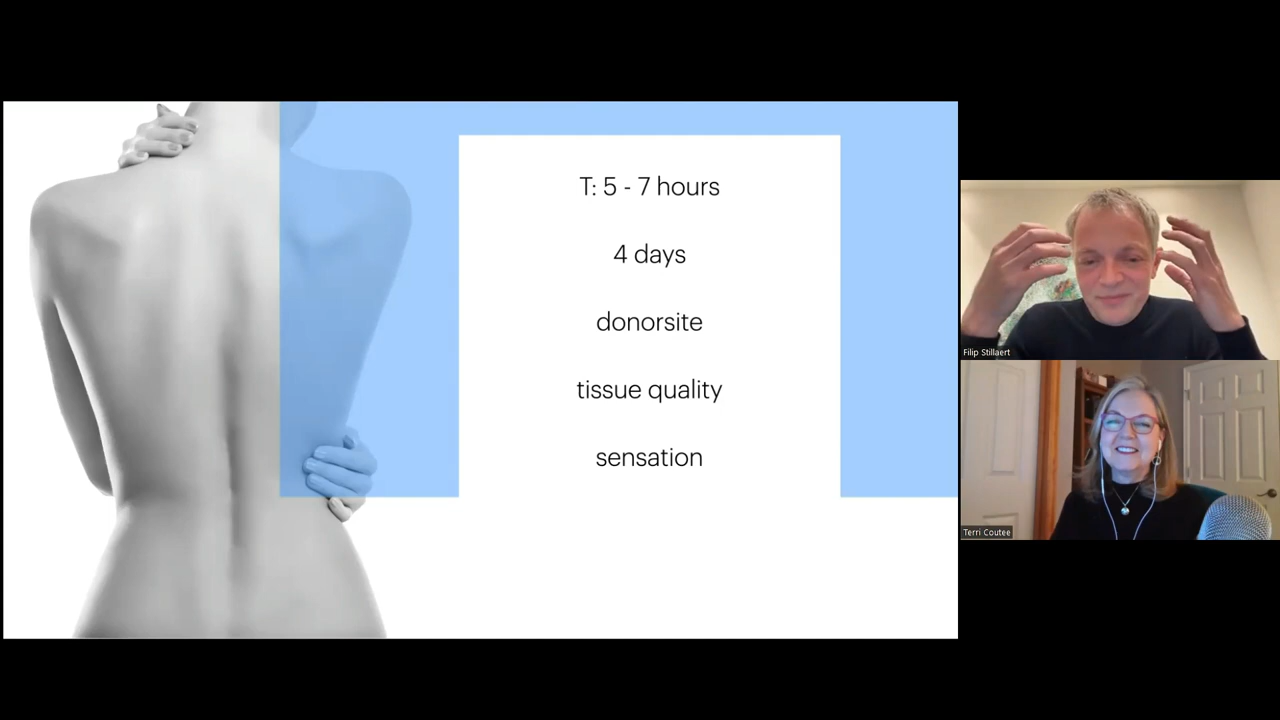 T: 5 - 7 hours
4 days
donorsite
tissue quality
sensation
Filip Stillaert
Terri Coutee